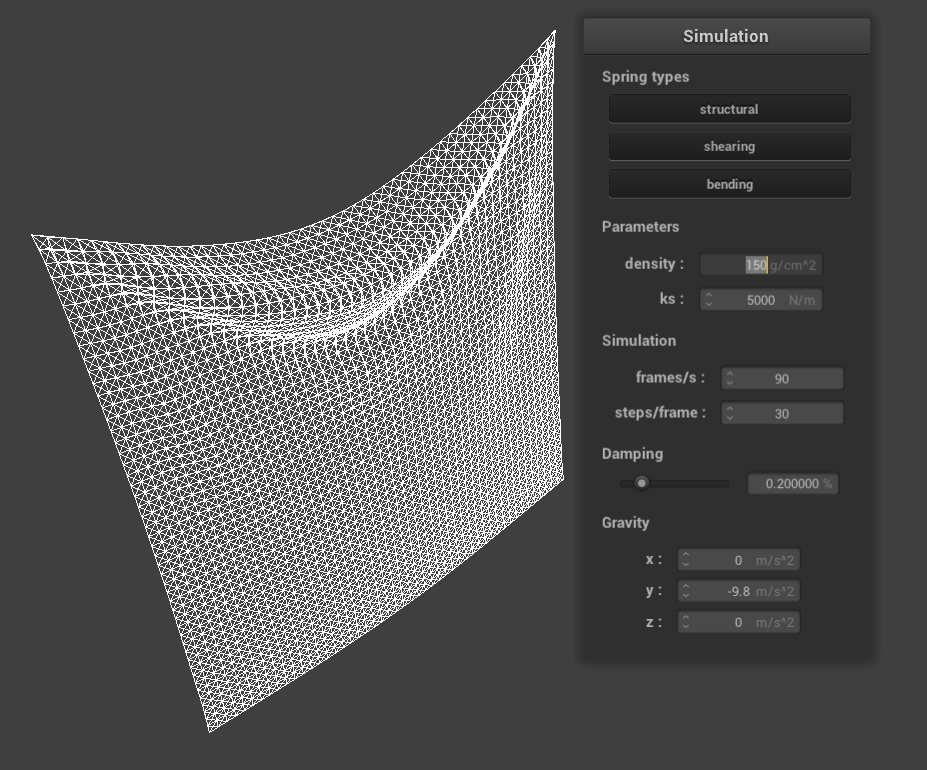 Simulation
Spring types
structural
shearing
bending
Parameters
density : 150 g/cm^2
ks : 5000 N/m
Simulation
frames/s : 90
steps/frame : 30
Damping
0.200000 %
Gravity
x : 0 m/s^2
y : -9.8 m/s^2
z : 0 m/s^2